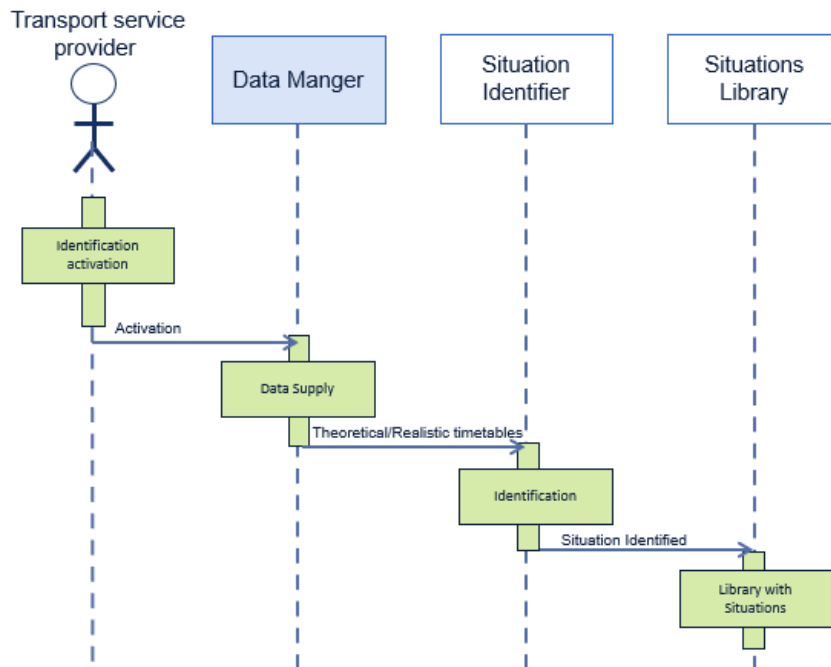 Transport service
provider
Data Manger
Situation
Identifier
Situations
Library
Identification
activation
Activation
Data Supply
Theoretical/Realistic timetables
Identification
Situation Identified
Library with
Situations